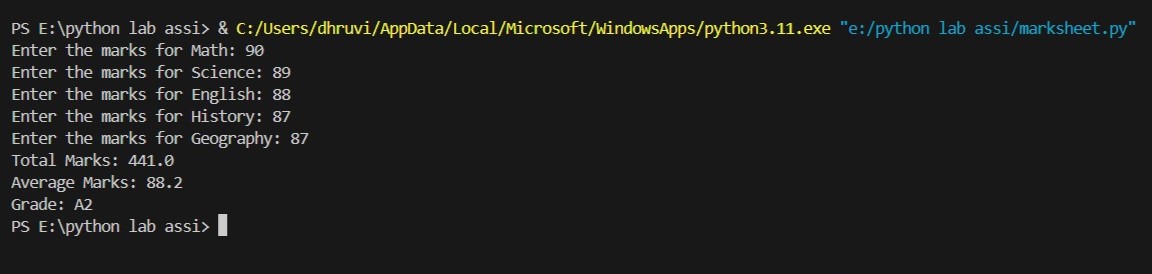 PS E:\python lab assi> & C:/Users/dhruvi/AppData/Local/Microsoft/WindowsApps/python3.11.exe "e:/python lab assi/marksheet.py"
Enter the marks for Math: 90
Enter the marks for Science: 89
Enter the marks for English: 88
Enter the marks for History: 87
Enter the marks for Geography: 87
Total Marks: 441.0
Average Marks: 88.2
Grade: A2
PS E:\python lab assi>